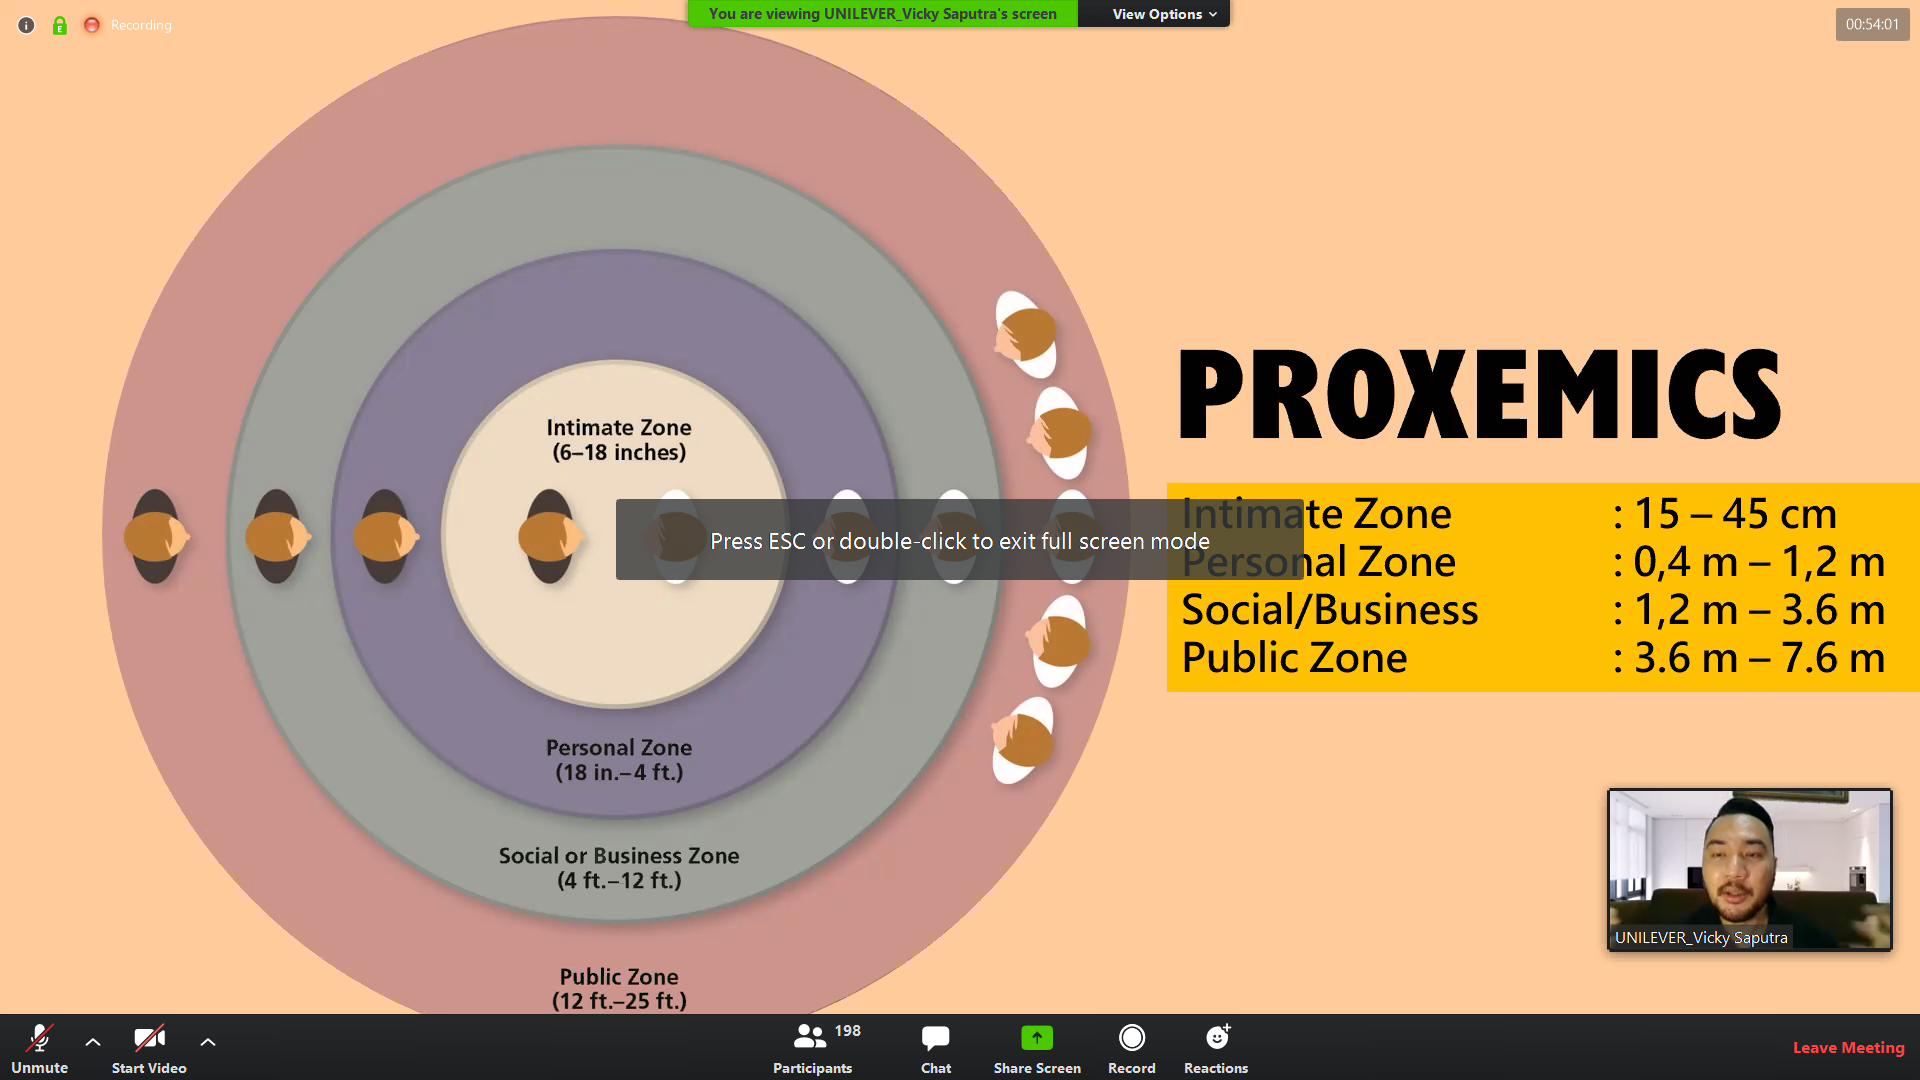 Recording
You are viewing UNILEVER_Vicky Saputra's screen
View Options
00:54:01
Intimate Zone
(6–18 inches)
Personal Zone
(18 in.–4 ft.)
Social or Business Zone
(4 ft.–12 ft.)
Public Zone
(12 ft.–25 ft.)
Press ESC or double-click to exit full screen mode
PROXEMICS
Intimate Zone : 15 – 45 cm
Personal Zone : 0,4 m – 1,2 m
Social/Business : 1,2 m – 3.6 m
Public Zone : 3.6 m – 7.6 m
UNILEVER_Vicky Saputra
Unmute
Start Video
198
Participants
Chat
Share Screen
Record
Reactions
Leave Meeting